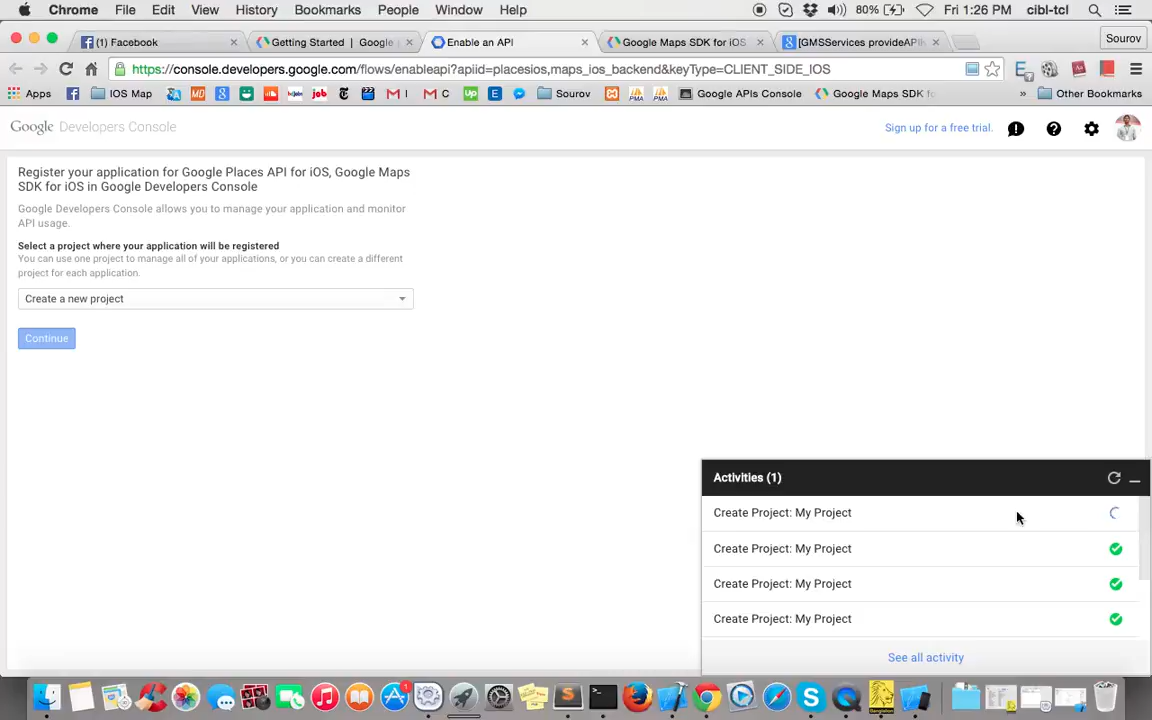 Chrome File Edit View History Bookmarks People Window Help 80% Fri 1:26 PM cibl-tcl
(1) Facebook Getting Started | Google Enable an API Google Maps SDK for iOS [GMSServices provideAPIK Sourov
https://console.developers.google.com/flows/enableapi?apiid=placesios,maps_ios_backend&keyType=CLIENT_SIDE_IOS
Apps IOS Map MD job M I M C Up E Sourov PMA PMA Google APIs Console Google Maps SDK fo » Other Bookmarks
Google Developers Console Sign up for a free trial.
Register your application for Google Places API for iOS, Google Maps
SDK for iOS in Google Developers Console
Google Developers Console allows you to manage your application and monitor
API usage.
Select a project where your application will be registered
You can use one project to manage all of your applications, or you can create a different
project for each application.
Create a new project
Continue
Activities (1)
Create Project: My Project
Create Project: My Project
Create Project: My Project
Create Project: My Project
See all activity